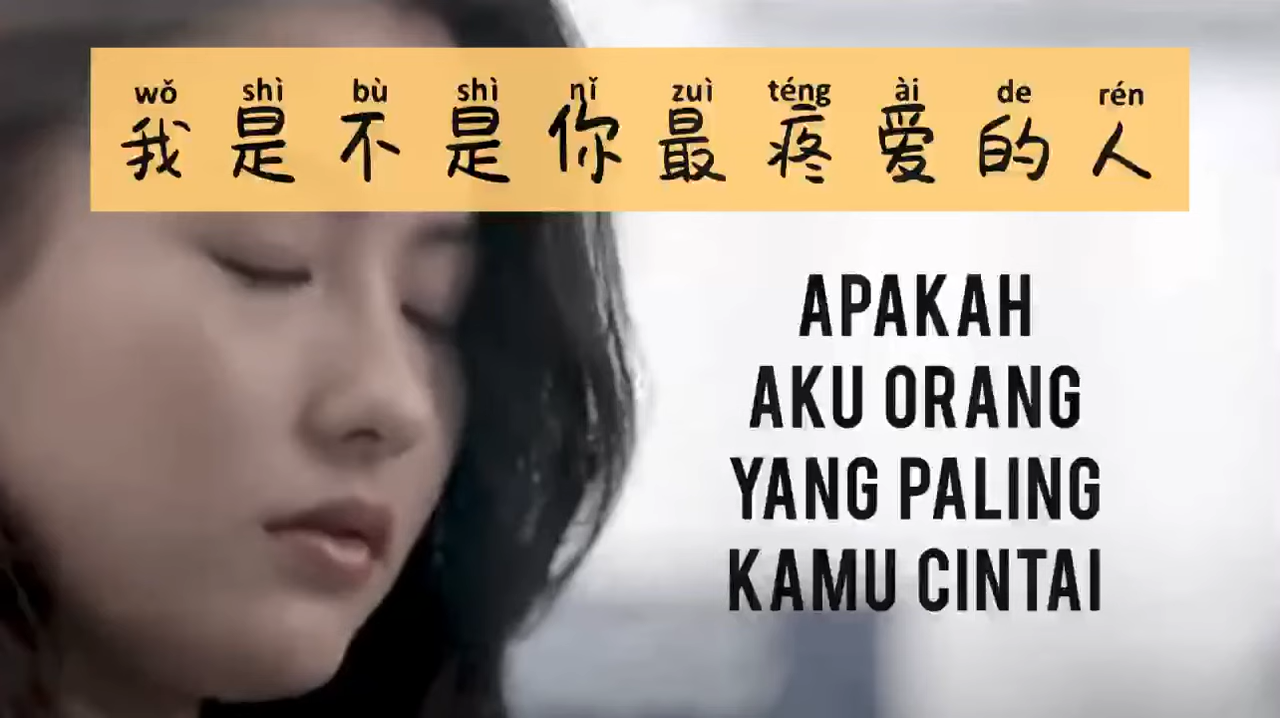 wǒ shì bù shì nǐ zuì téng ài de rén
我是不是你最疼爱的人
APAKAH
AKU ORANG
YANG PALING
KAMU CINTAI